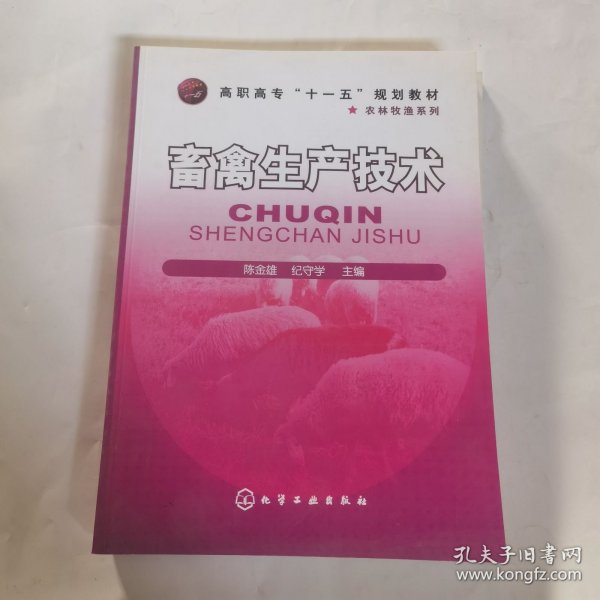 高职高专“十一五”规划教材
★ 农林牧渔系列
畜禽生产技术
CHUQIN
SHENGCHAN JISHU
陈金雄 纪守学 主编
化学工业出版社
孔夫子旧书网
www.kongfz.com